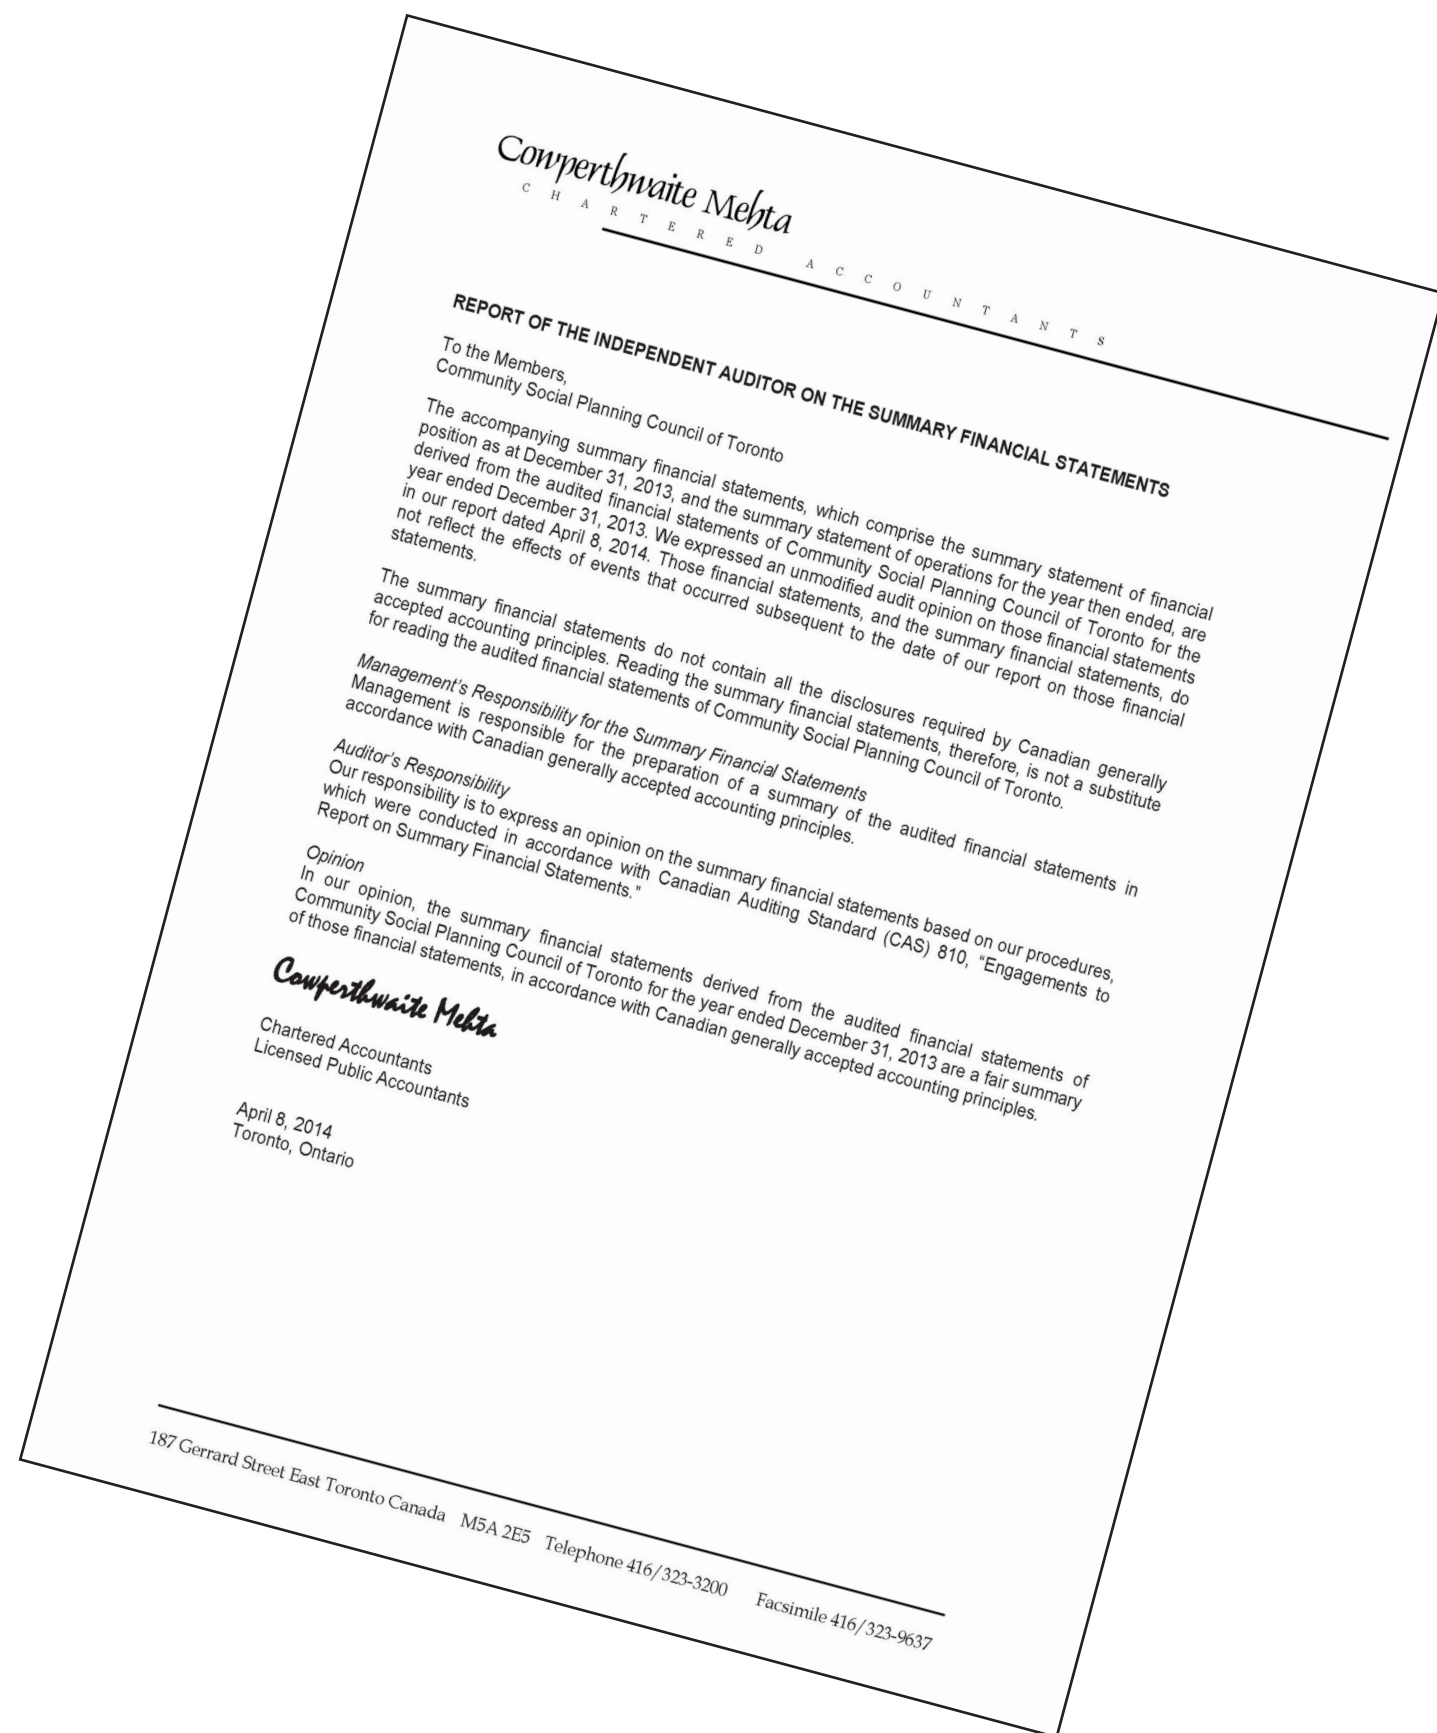 Cowperthwaite Mehta
CHARTERED ACCOUNTANTS
REPORT OF THE INDEPENDENT AUDITOR ON THE SUMMARY FINANCIAL STATEMENTS
To the Members,
Community Social Planning Council of Toronto
The accompanying summary financial statements, which comprise the summary statement of financial
position as at December 31, 2013, and the summary statement of operations for the year then ended, are
derived from the audited financial statements of Community Social Planning Council of Toronto for the
year ended December 31, 2013. We expressed an unmodified audit opinion on those financial statements
in our report dated April 8, 2014. Those financial statements, and the summary financial statements, do
not reflect the effects of events that occurred subsequent to the date of our report on those financial
statements.
The summary financial statements do not contain all the disclosures required by Canadian generally
accepted accounting principles. Reading the summary financial statements, therefore, is not a substitute
for reading the audited financial statements of Community Social Planning Council of Toronto.
Management's Responsibility for the Summary Financial Statements
Management is responsible for the preparation of a summary of the audited financial statements in
accordance with Canadian generally accepted accounting principles.
Auditor's Responsibility
Our responsibility is to express an opinion on the summary financial statements based on our procedures,
which were conducted in accordance with Canadian Auditing Standard (CAS) 810, "Engagements to
Report on Summary Financial Statements."
Opinion
In our opinion, the summary financial statements derived from the audited financial statements of
Community Social Planning Council of Toronto for the year ended December 31, 2013 are a fair summary
of those financial statements, in accordance with Canadian generally accepted accounting principles.
Cowperthwaite Mehta
Chartered Accountants
Licensed Public Accountants
April 8, 2014
Toronto, Ontario
187 Gerrard Street East Toronto Canada M5A 2E5 Telephone 416/323-3200 Facsimile 416/323-9637